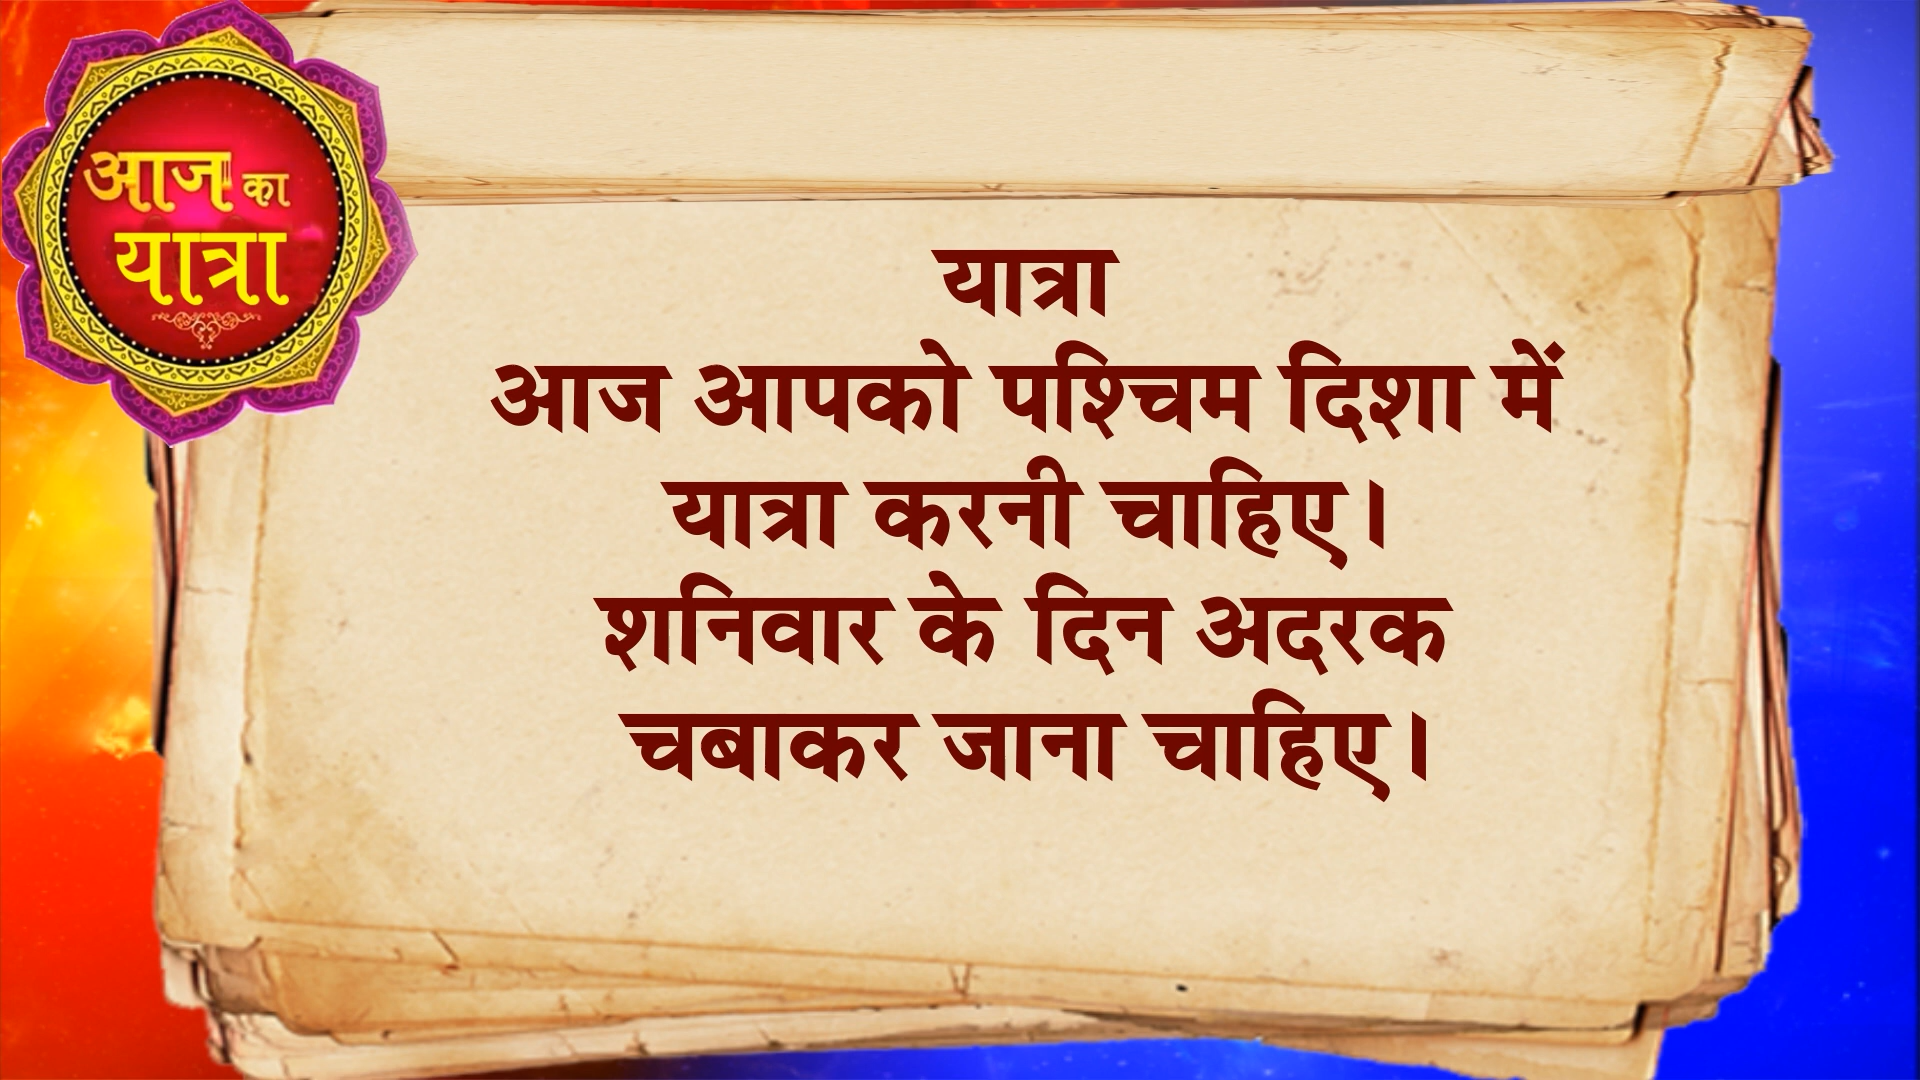 आज का
यात्रा
यात्रा
आज आपको पश्चिम दिशा में
यात्रा करनी चाहिए।
शनिवार के दिन अदरक
चबाकर जाना चाहिए।